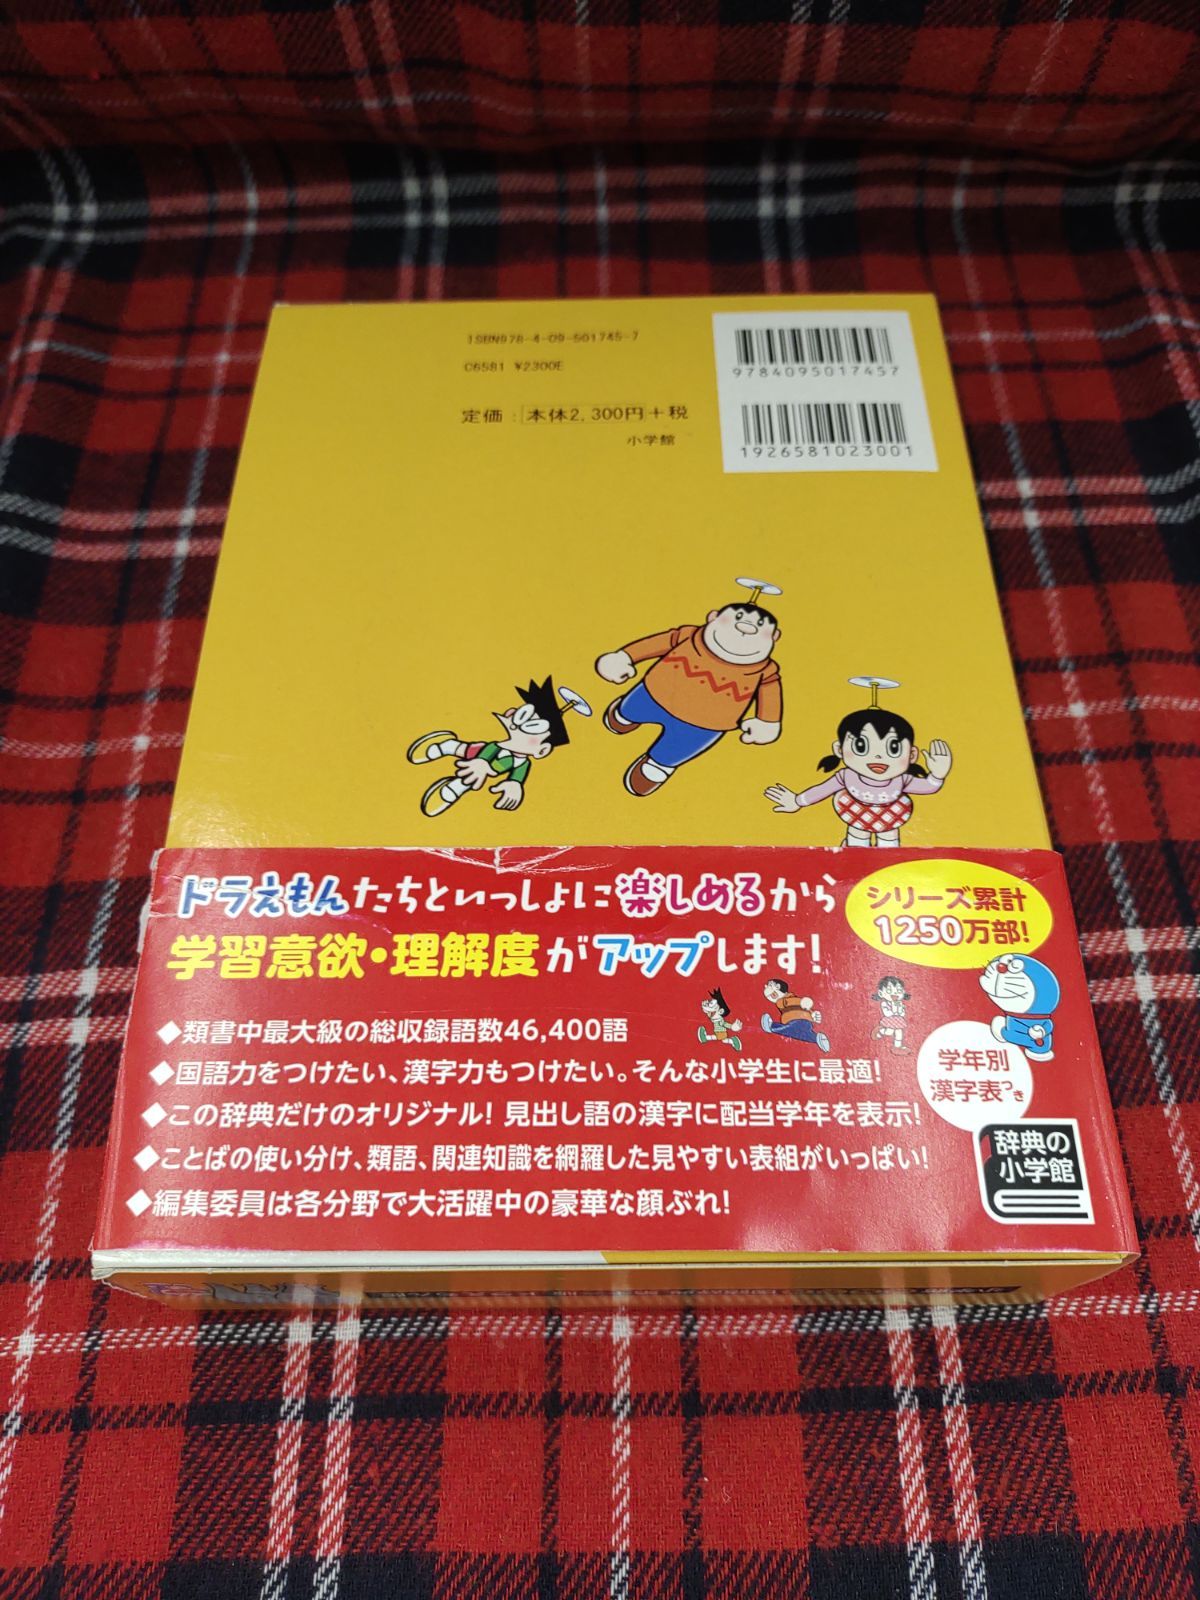 ISBN978-4-09-501745-7
C6581 ¥2300E
定価：本体2,300円＋税
小学館
9784095017457
1926581023001
ドラえもんたちといっしょに楽しめるから
学習意欲・理解度がアップします!
シリーズ累計
1250万部!
◆類書中最大級の総収録語数46,400語
◆国語力をつけたい、漢字力もつけたい。そんな小学生に最適!
◆この辞典だけのオリジナル! 見出し語の漢字に配当学年を表示!
◆ことばの使い分け、類語、関連知識を網羅した見やすい表組がいっぱい!
◆編集委員は各分野で大活躍中の豪華な顔ぶれ!
学年別
漢字表つき
辞典の
小学館